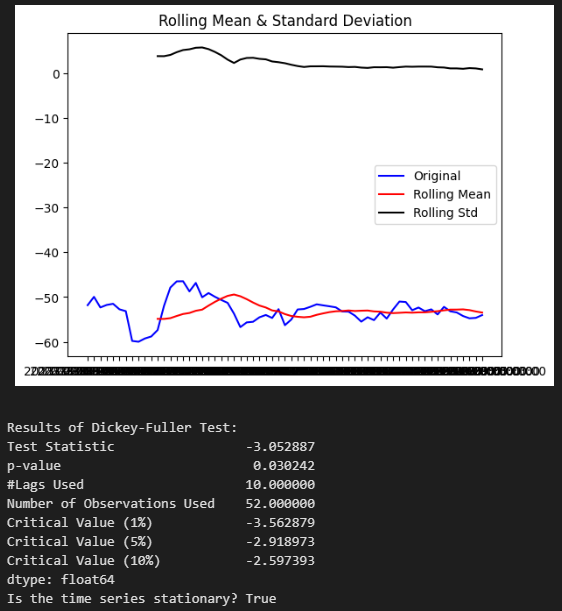 Rolling Mean & Standard Deviation
0
−10
−20
−30
−40
−50
−60
Original
Rolling Mean
Rolling Std
Results of Dickey-Fuller Test:
Test Statistic -3.052887
p-value 0.030242
#Lags Used 10.000000
Number of Observations Used 52.000000
Critical Value (1%) -3.562879
Critical Value (5%) -2.918973
Critical Value (10%) -2.597393
dtype: float64
Is the time series stationary? True